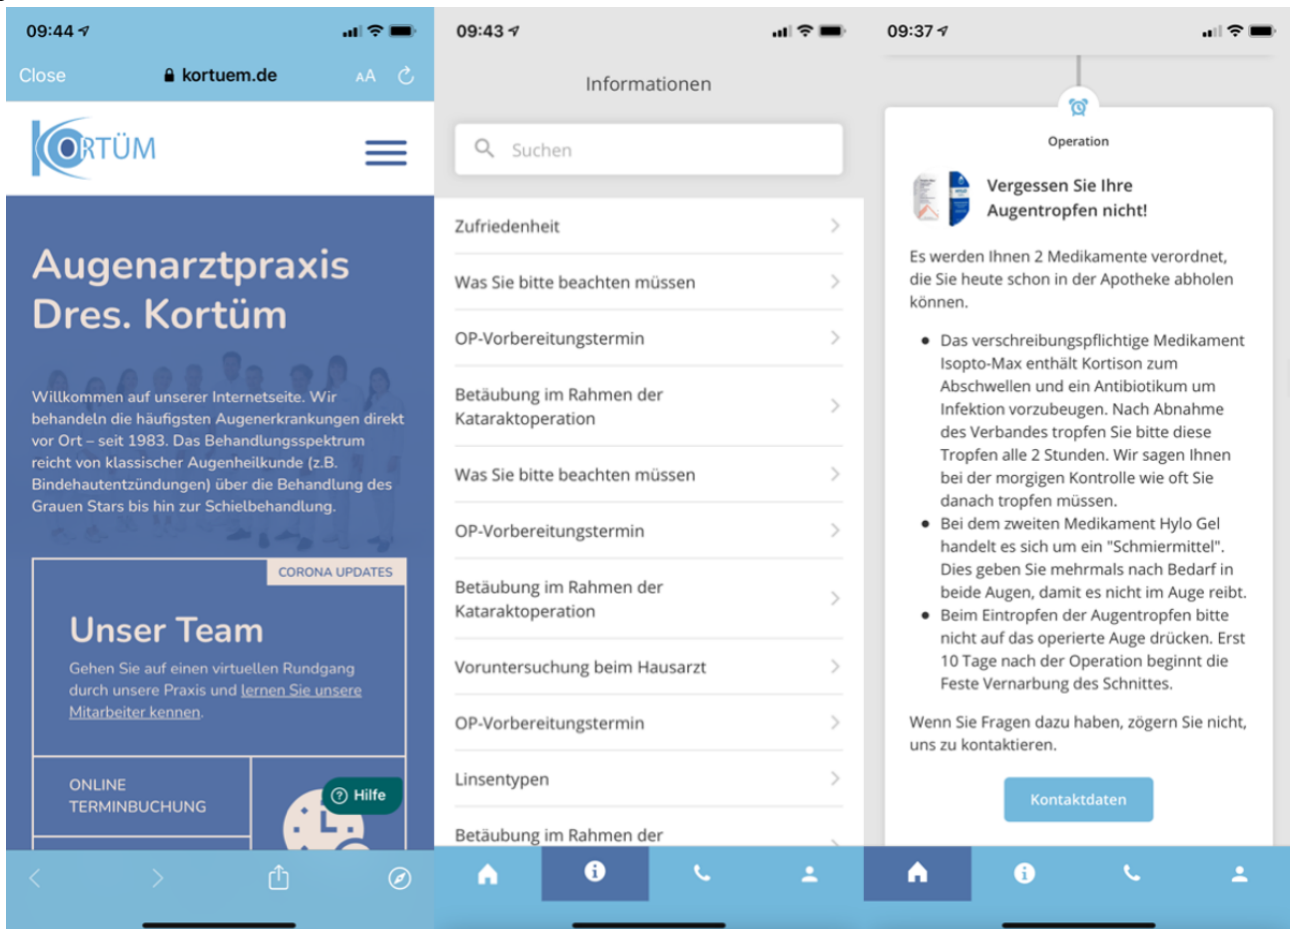 09:44
Close
kortuem.de
AA
KORTÜM
Augenarztpraxis
Dres. Kortüm
Willkommen auf unserer Internetseite. Wir
behandeln die häufigsten Augenerkrankungen direkt
vor Ort – seit 1983. Das Behandlungsspektrum
reicht von klassischer Augenheilkunde (z.B.
Bindehautentzündungen) über die Behandlung des
Grauen Stars bis hin zur Schielbehandlung.
CORONA UPDATES
Unser Team
Gehen Sie auf einen virtuellen Rundgang
durch unsere Praxis und lernen Sie unsere
Mitarbeiter kennen.
ONLINE
TERMINBUCHUNG
Hilfe
09:43
Informationen
Suchen
Zufriedenheit
Was Sie bitte beachten müssen
OP-Vorbereitungstermin
Betäubung im Rahmen der
Kataraktoperation
Was Sie bitte beachten müssen
OP-Vorbereitungstermin
Betäubung im Rahmen der
Kataraktoperation
Voruntersuchung beim Hausarzt
OP-Vorbereitungstermin
Linsentypen
Betäubung im Rahmen der
09:37
Operation
Vergessen Sie Ihre
Augentropfen nicht!
Es werden Ihnen 2 Medikamente verordnet,
die Sie heute schon in der Apotheke abholen
können.
● Das verschreibungspflichtige Medikament
Isopto-Max enthält Kortison zum
Abschwellen und ein Antibiotikum um
Infektion vorzubeugen. Nach Abnahme
des Verbandes tropfen Sie bitte diese
Tropfen alle 2 Stunden. Wir sagen Ihnen
bei der morgigen Kontrolle wie oft Sie
danach tropfen müssen.
● Bei dem zweiten Medikament Hylo Gel
handelt es sich um ein "Schmiermittel".
Dies geben Sie mehrmals nach Bedarf in
beide Augen, damit es nicht im Auge reibt.
● Beim Eintropfen der Augentropfen bitte
nicht auf das operierte Auge drücken. Erst
10 Tage nach der Operation beginnt die
Feste Vernarbung des Schnittes.
Wenn Sie Fragen dazu haben, zögern Sie nicht,
uns zu kontaktieren.
Kontaktdaten